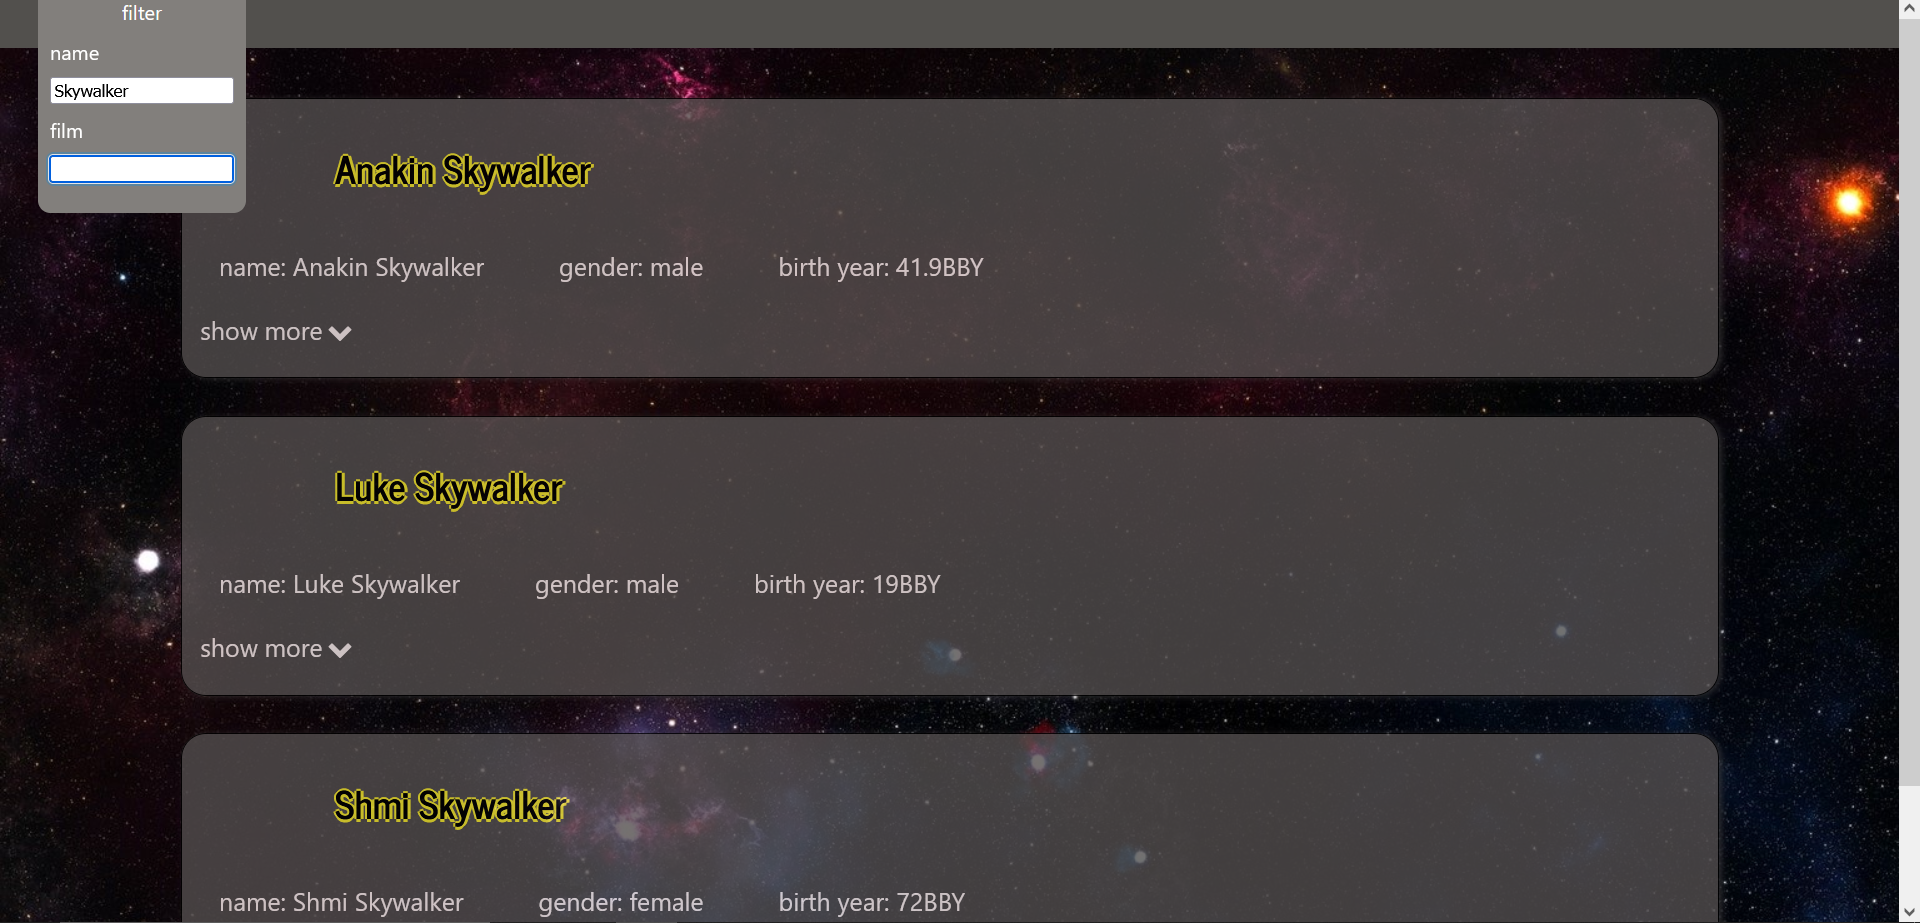 filter
name
Skywalker
film
Anakin Skywalker
name: Anakin Skywalker gender: male birth year: 41.9BBY
show more
Luke Skywalker
name: Luke Skywalker gender: male birth year: 19BBY
show more
Shmi Skywalker
name: Shmi Skywalker gender: female birth year: 72BBY